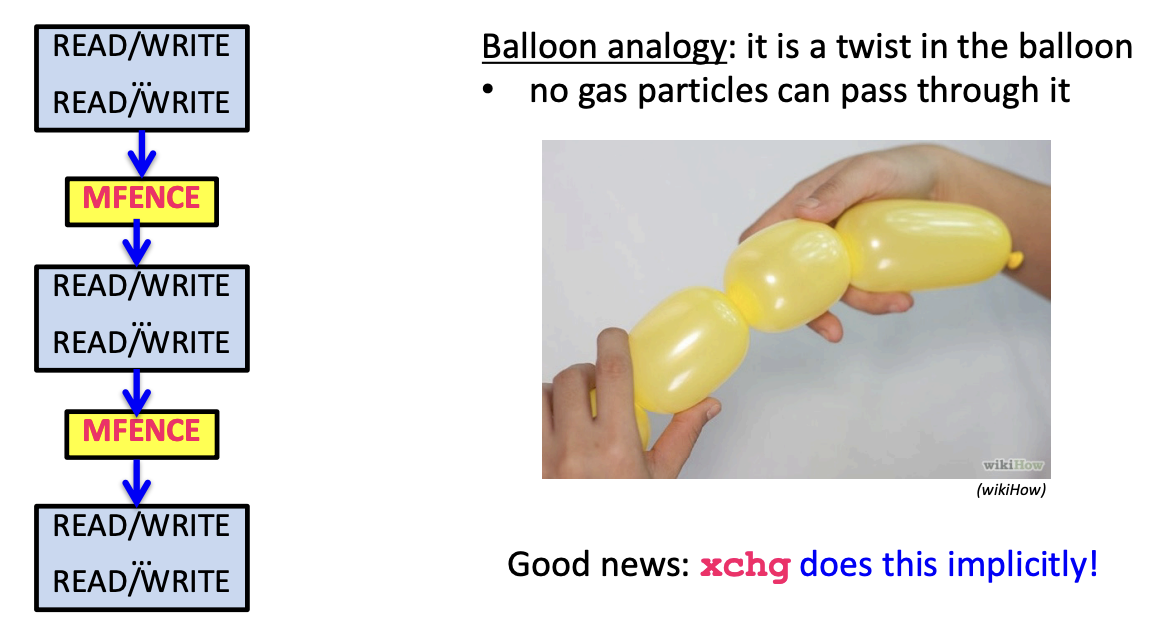 READ/WRITE
...
READ/WRITE
MFENCE
READ/WRITE
...
READ/WRITE
MFENCE
READ/WRITE
...
READ/WRITE
Balloon analogy: it is a twist in the balloon
• no gas particles can pass through it
wikiHow
(wikiHow)
Good news: xchg does this implicitly!